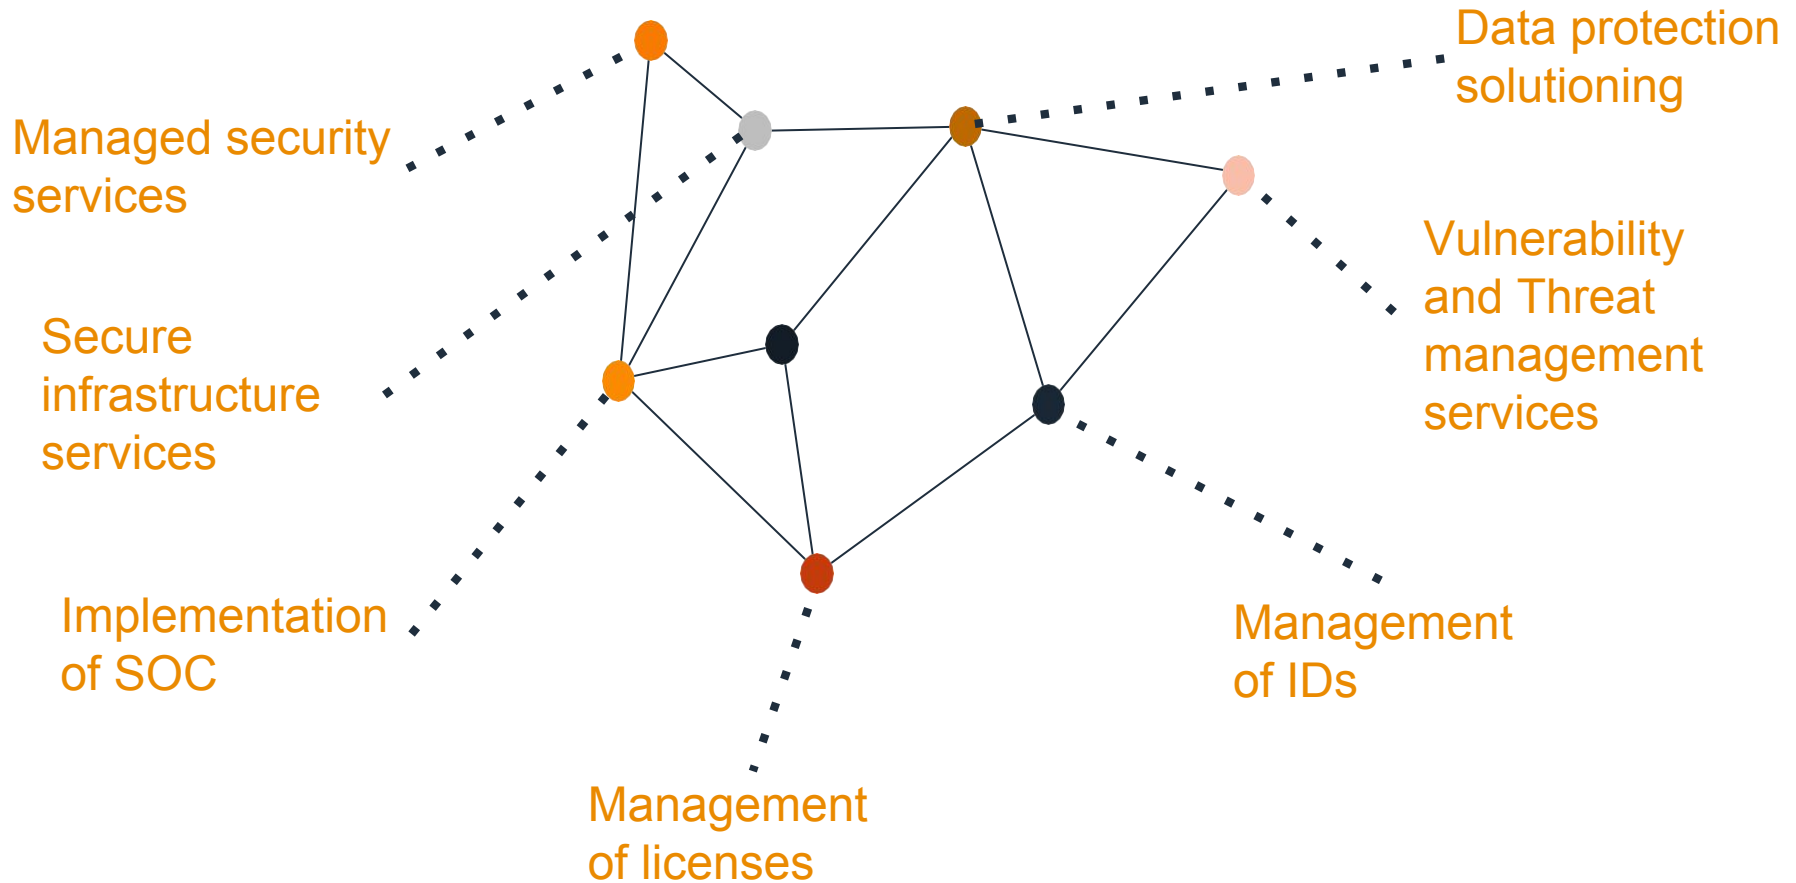 Data protection
solutioning
Managed security
services
Vulnerability
and Threat
management
services
Secure
infrastructure
services
Implementation
of SOC
Management
of IDs
Management
of licenses